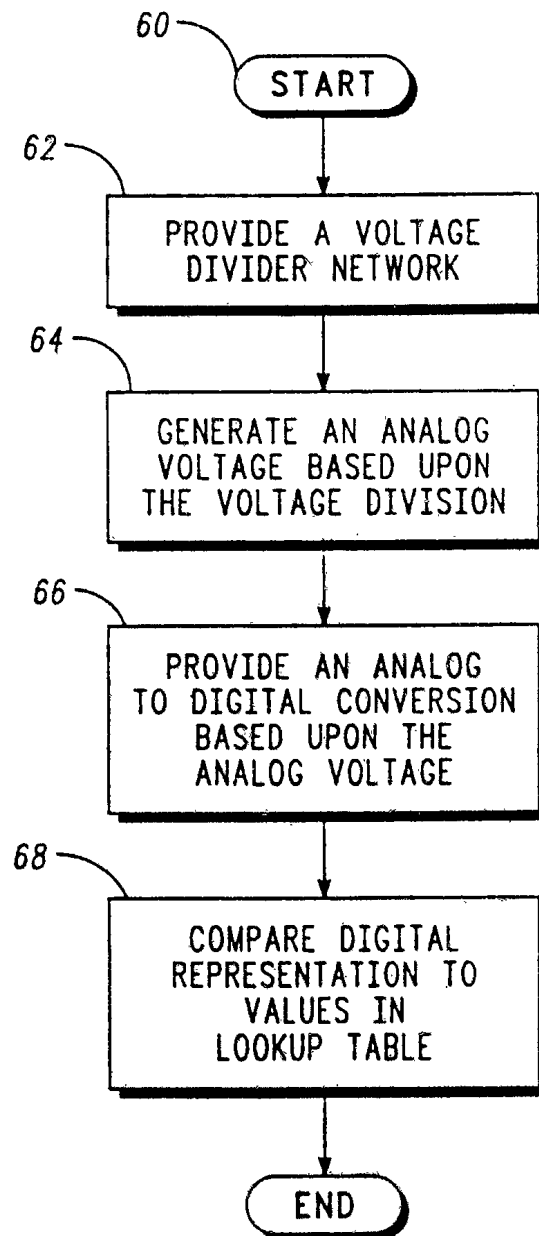 60
START
62
PROVIDE A VOLTAGE
DIVIDER NETWORK
64
GENERATE AN ANALOG
VOLTAGE BASED UPON
THE VOLTAGE DIVISION
66
PROVIDE AN ANALOG
TO DIGITAL CONVERSION
BASED UPON THE
ANALOG VOLTAGE
68
COMPARE DIGITAL
REPRESENTATION TO
VALUES IN
LOOKUP TABLE
END